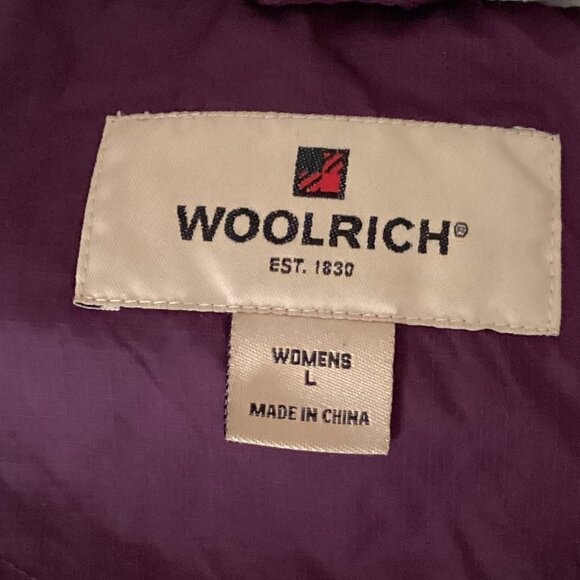 WOOLRICH®
EST. 1830
WOMENS
L
MADE IN CHINA